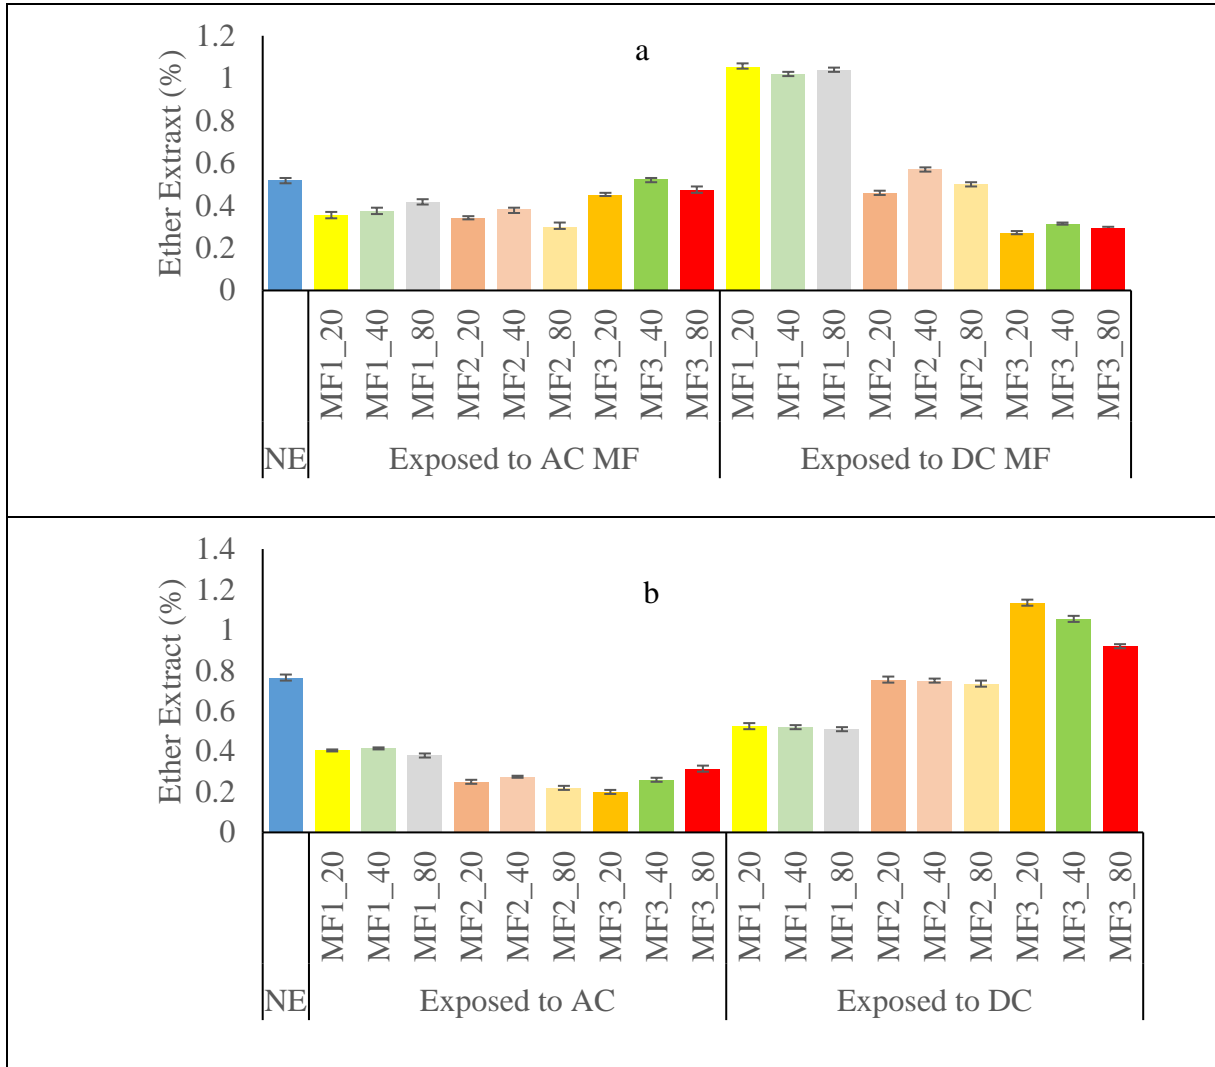 a
Ether Extraxt (%)
1.2
1
0.8
0.6
0.4
0.2
0
MF1_20
MF1_40
MF1_80
MF2_20
MF2_40
MF2_80
MF3_20
MF3_40
MF3_80
MF1_20
MF1_40
MF1_80
MF2_20
MF2_40
MF2_80
MF3_20
MF3_40
MF3_80
NE
Exposed to AC MF
Exposed to DC MF
b
Ether Extract (%)
1.4
1.2
1
0.8
0.6
0.4
0.2
0
MF1_20
MF1_40
MF1_80
MF2_20
MF2_40
MF2_80
MF3_20
MF3_40
MF3_80
MF1_20
MF1_40
MF1_80
MF2_20
MF2_40
MF2_80
MF3_20
MF3_40
MF3_80
NE
Exposed to AC
Exposed to DC